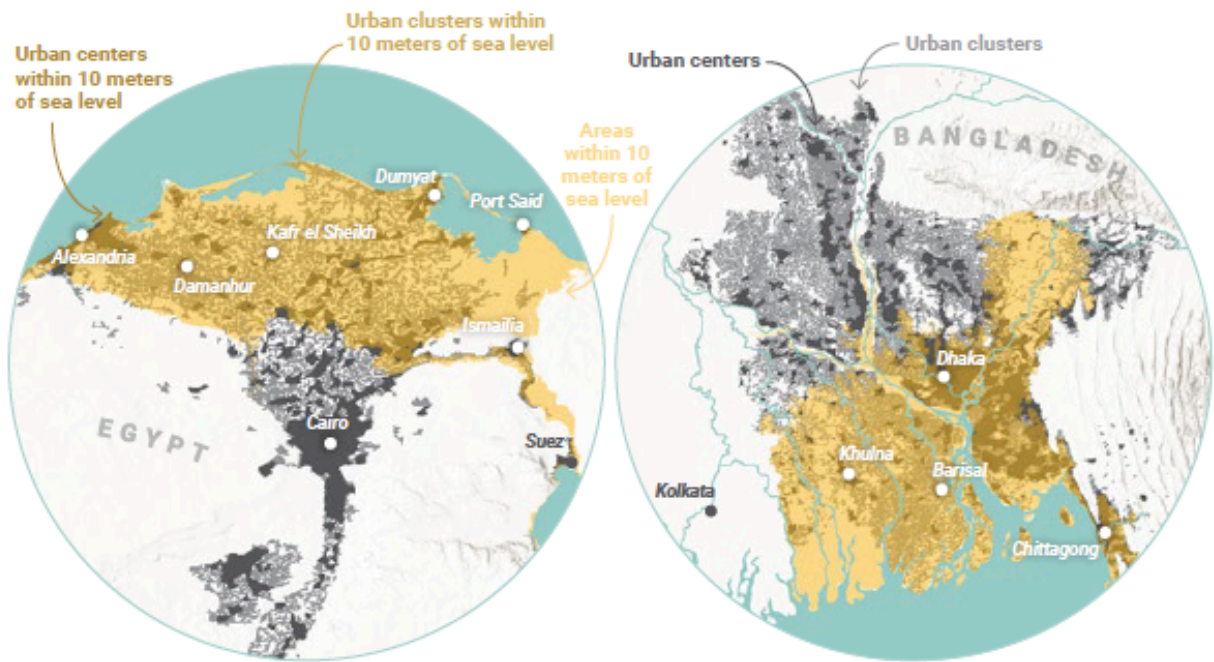 Urban clusters within
10 meters of sea level
Urban centers
within 10 meters
of sea level
Areas
within 10
meters of
sea level
Dumyat
Port Said
Alexandria
Kafr el Sheikh
Damanhur
Ismailia
Cairo
EGYPT
Suez
Urban centers
Urban clusters
BANGLADESH
Dhaka
Khulna
Barisal
Kolkata
Chittagong